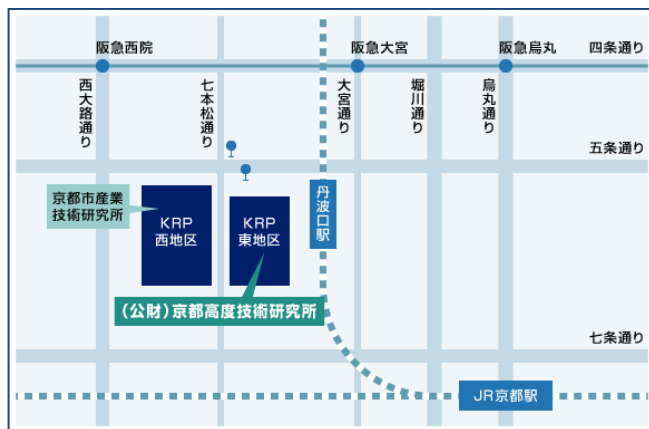 阪急西院
阪急大宮
阪急烏丸
四条通り
西大路通り
七本松通り
大宮通り
堀川通り
烏丸通り
五条通り
京都市産業
技術研究所
KRP
西地区
KRP
東地区
丹波口駅
(公財)京都高度技術研究所
七条通り
JR京都駅